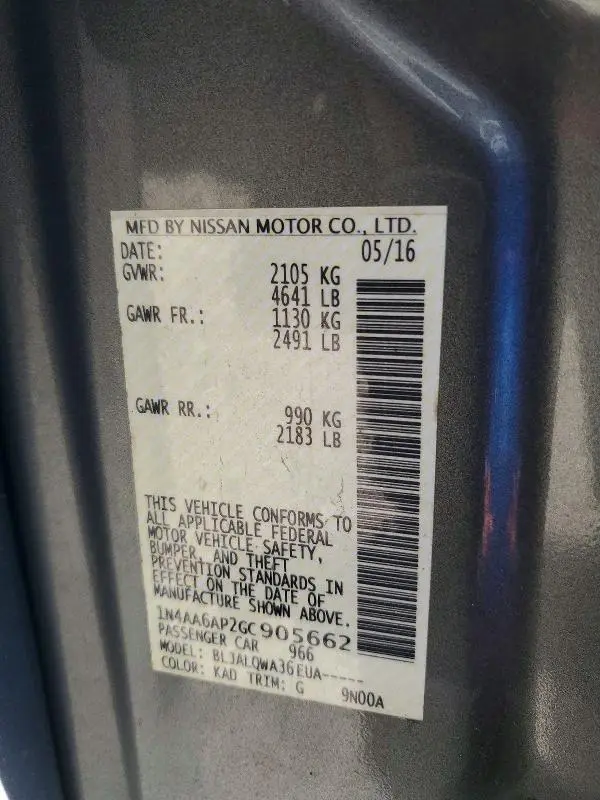 MFD BY NISSAN MOTOR CO., LTD.
DATE: 05/16
GVWR: 2105 KG
4641 LB
GAWR FR.: 1130 KG
2491 LB
GAWR RR.: 990 KG
2183 LB
THIS VEHICLE CONFORMS TO
ALL APPLICABLE FEDERAL
MOTOR VEHICLE SAFETY,
BUMPER, AND THEFT
PREVENTION STANDARDS IN
EFFECT ON THE DATE OF
MANUFACTURE SHOWN ABOVE.
1N4AA6AP2GC905662
PASSENGER CAR 966
MODEL: BL3ALQWA36EUA-----
COLOR: KAD TRIM: G 9N00A